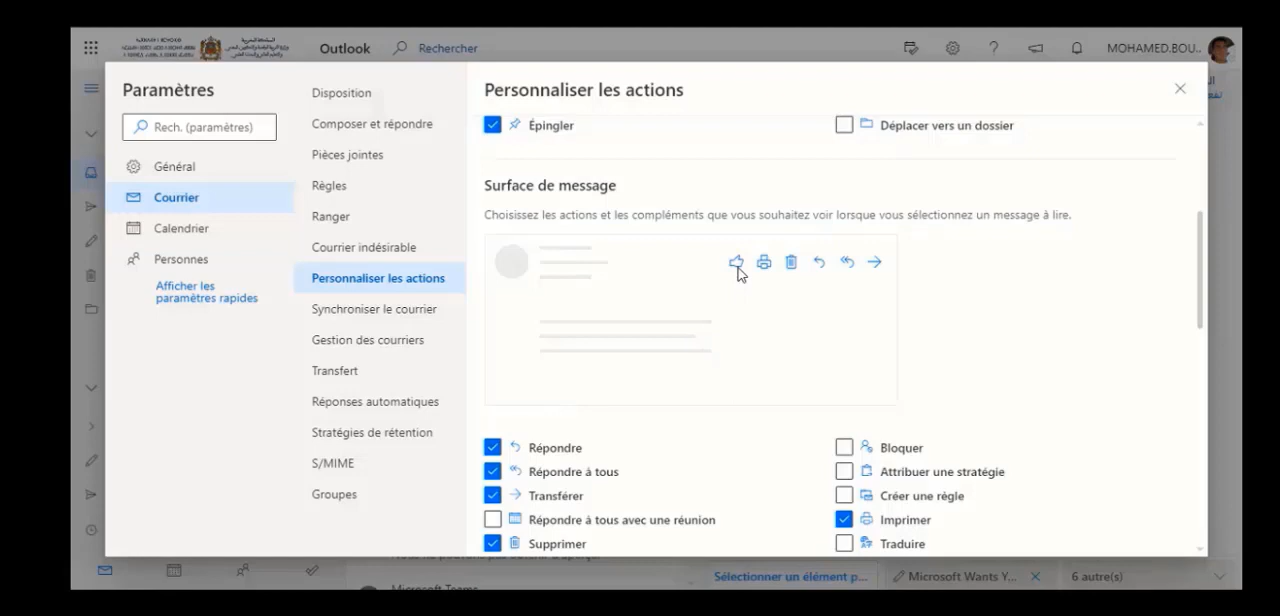 Outlook
Rechercher
MOHAMED.BOU..
Paramètres
Rech. (paramètres)
Général
Courrier
Calendrier
Personnes
Afficher les
paramètres rapides
Disposition
Composer et répondre
Pièces jointes
Règles
Ranger
Courrier indésirable
Personnaliser les actions
Synchroniser le courrier
Gestion des courriers
Transfert
Réponses automatiques
Stratégies de rétention
S/MIME
Groupes
Personnaliser les actions
Épingler
Déplacer vers un dossier
Surface de message
Choisissez les actions et les compléments que vous souhaitez voir lorsque vous sélectionnez un message à lire.
Répondre
Bloquer
Répondre à tous
Attribuer une stratégie
Transférer
Créer une règle
Répondre à tous avec une réunion
Imprimer
Supprimer
Traduire
Microsoft Teams
Sélectionner un élément p...
Microsoft Wants Y...
6 autre(s)